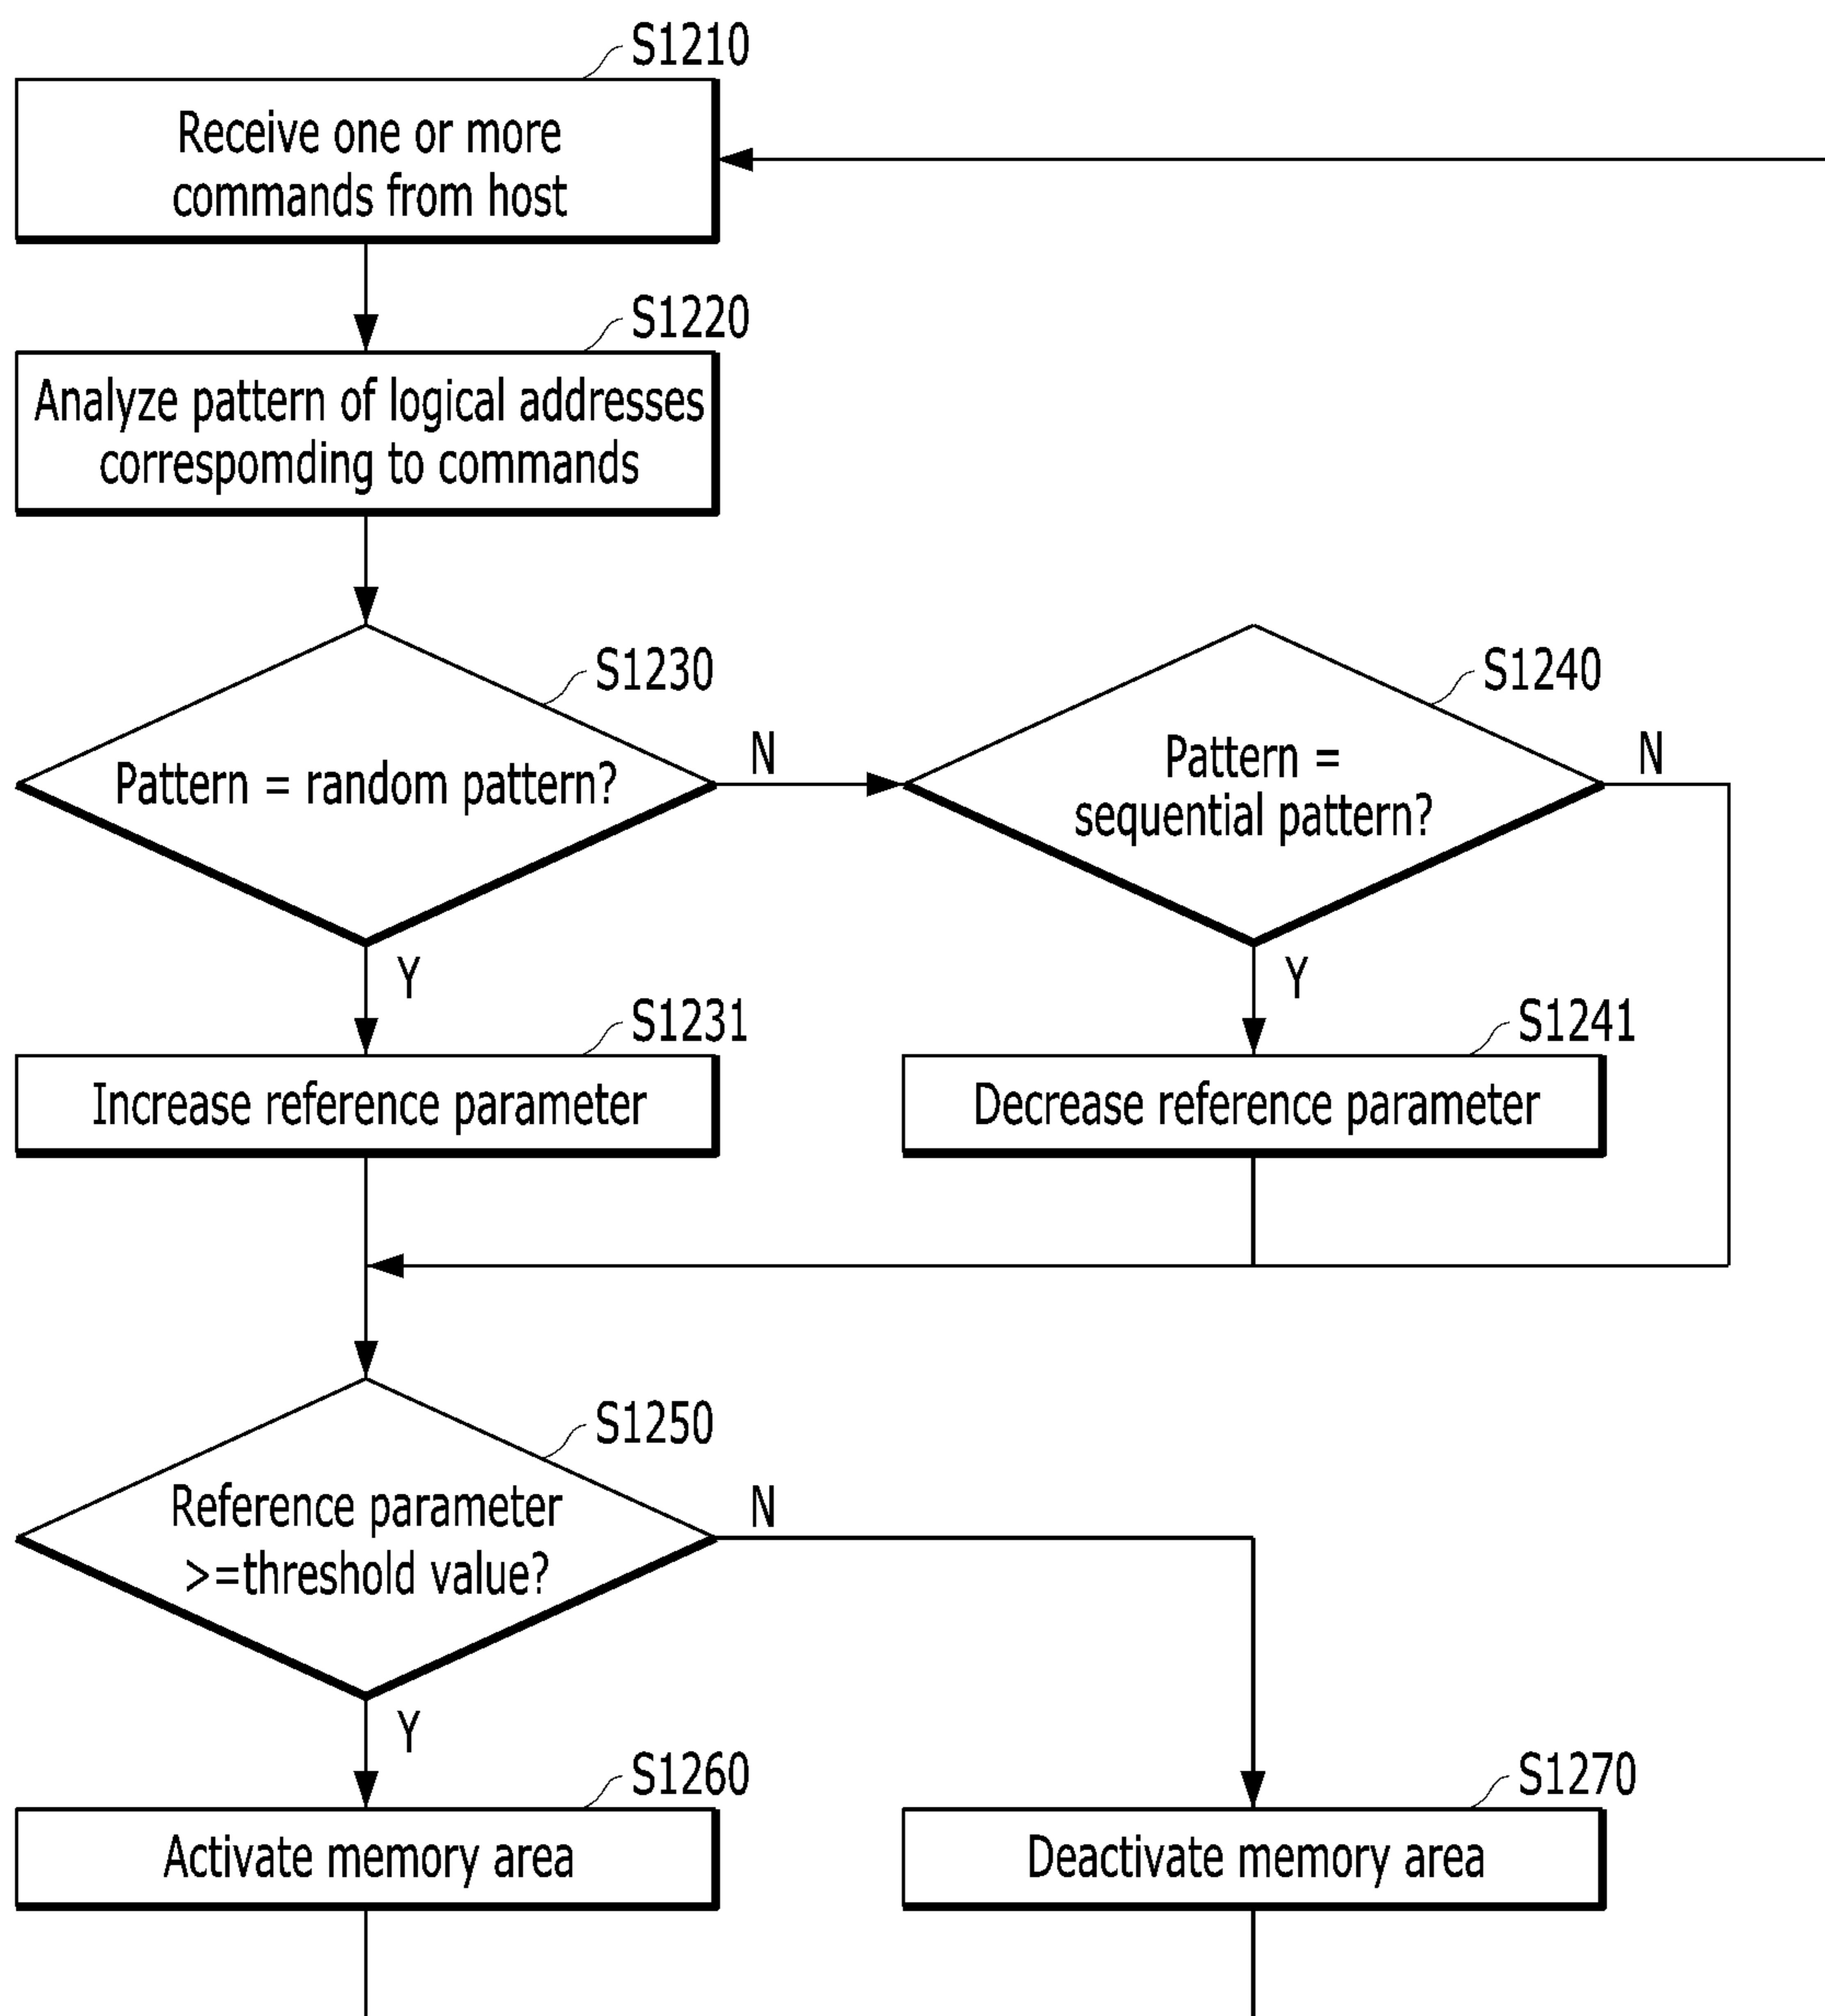 S1210
Receive one or more
commands from host
S1220
Analyze pattern of logical addresses
correspomding to commands
S1230
Pattern = random pattern?
N
S1240
Pattern =
sequential pattern?
N
Y
Y
S1231
Increase reference parameter
S1241
Decrease reference parameter
S1250
Reference parameter
>=threshold value?
N
Y
S1260
Activate memory area
S1270
Deactivate memory area